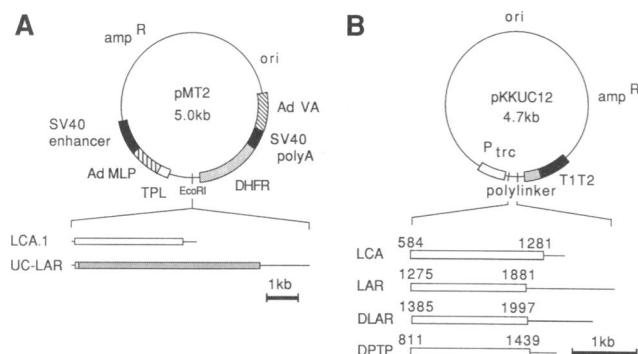 A
amp R
ori
pMT2
5.0kb
Ad VA
SV40
enhancer
SV40
polyA
Ad MLP
TPL
EcoRI
DHFR
LCA.1
UC-LAR
1kb
B
ori
pKKUC12
4.7kb
amp R
P trc
polylinker
T1T2
584 1281
LCA
1275 1881
LAR
1385 1997
DLAR
811 1439
DPTP
1kb